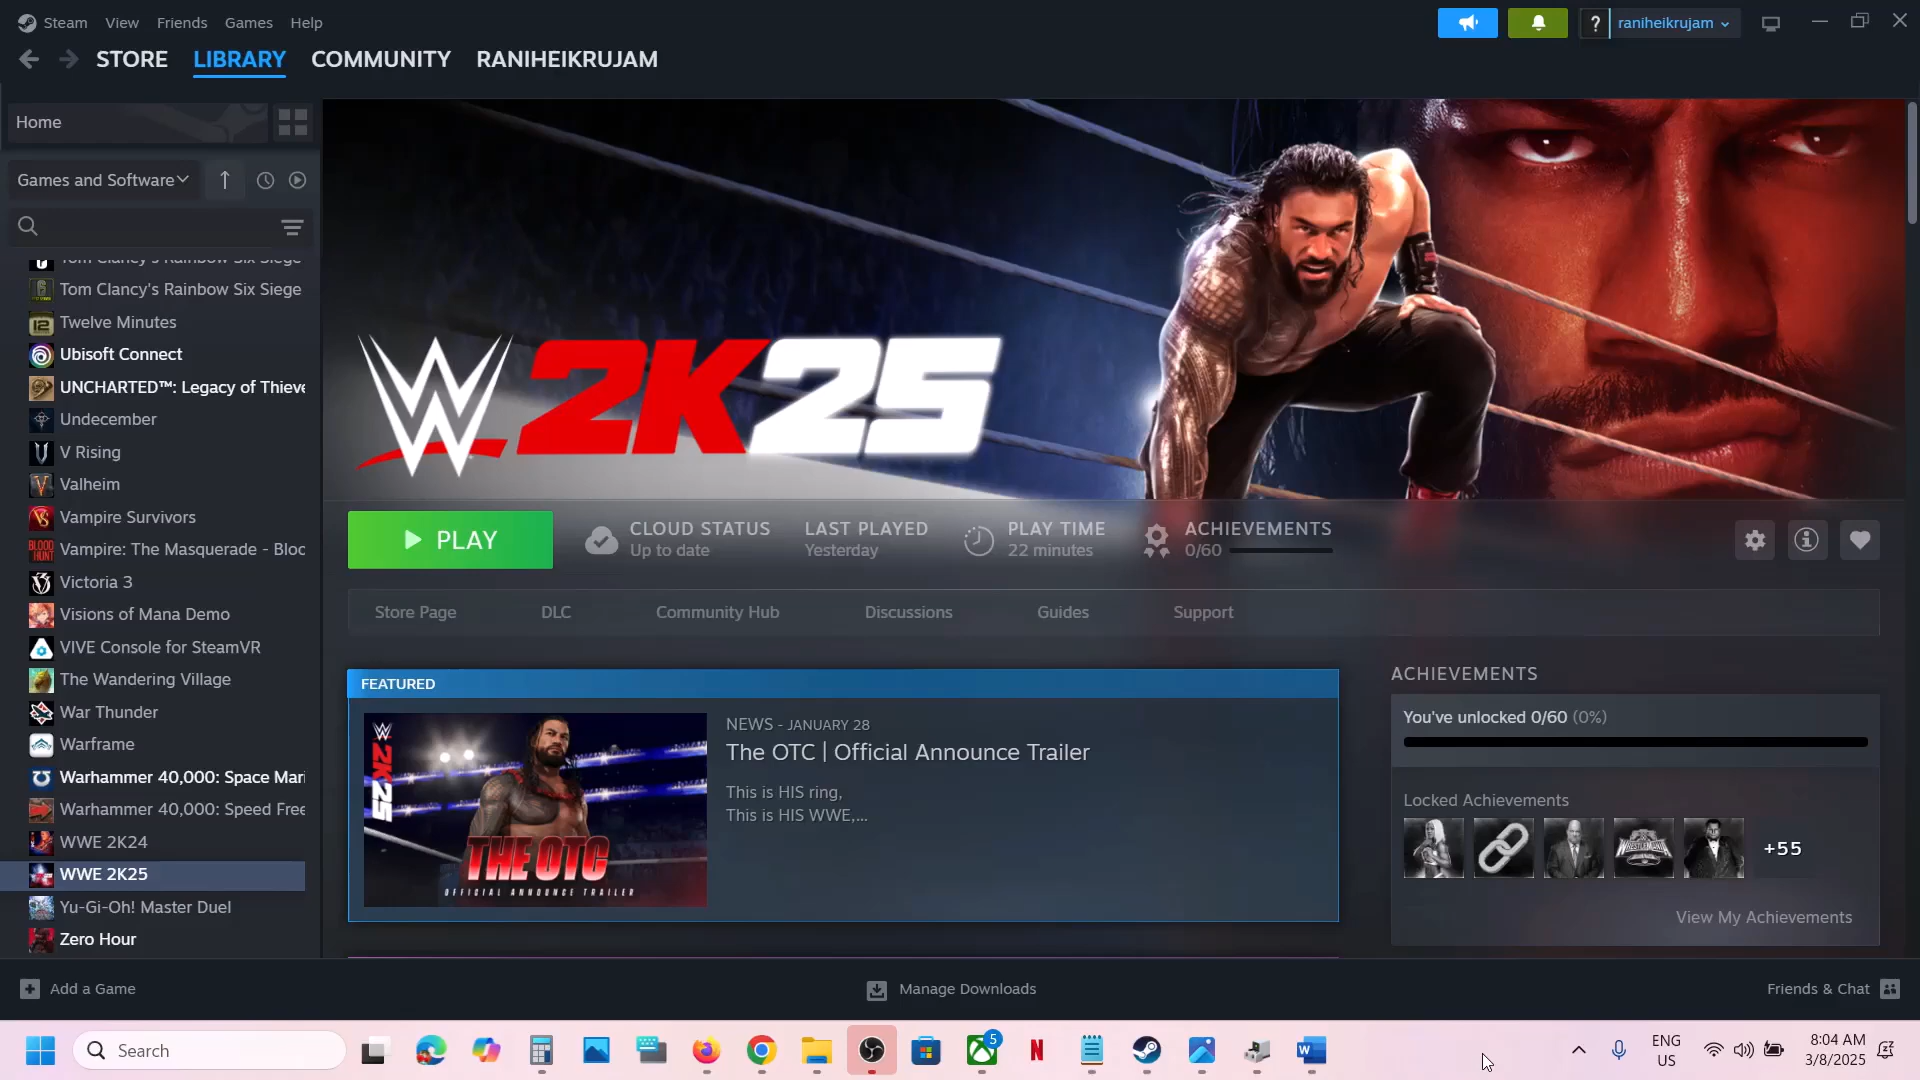 Steam View Friends Games Help
raniheikrujam
STORE LIBRARY COMMUNITY RANIHEIKRUJAM
Home
Games and Software
Tom Clancy's Rainbow Six Siege
Tom Clancy's Rainbow Six Siege
Twelve Minutes
Ubisoft Connect
UNCHARTED™: Legacy of Thieve
Undecember
V Rising
Valheim
Vampire Survivors
Vampire: The Masquerade - Bloc
Victoria 3
Visions of Mana Demo
VIVE Console for SteamVR
The Wandering Village
War Thunder
Warframe
Warhammer 40,000: Space Mari
Warhammer 40,000: Speed Free
WWE 2K24
WWE 2K25
Yu-Gi-Oh! Master Duel
Zero Hour
W 2K25
PLAY
CLOUD STATUS
Up to date
LAST PLAYED
Yesterday
PLAY TIME
22 minutes
ACHIEVEMENTS
0/60
Store Page DLC Community Hub Discussions Guides Support
FEATURED
W 2K25
THE OTC
OFFICIAL ANNOUNCE TRAILER
NEWS - JANUARY 28
The OTC | Official Announce Trailer
This is HIS ring,
This is HIS WWE,...
ACHIEVEMENTS
You've unlocked 0/60 (0%)
Locked Achievements
+55
View My Achievements
Add a Game
Manage Downloads
Friends & Chat
Search
5
ENG
US
8:04 AM
3/8/2025